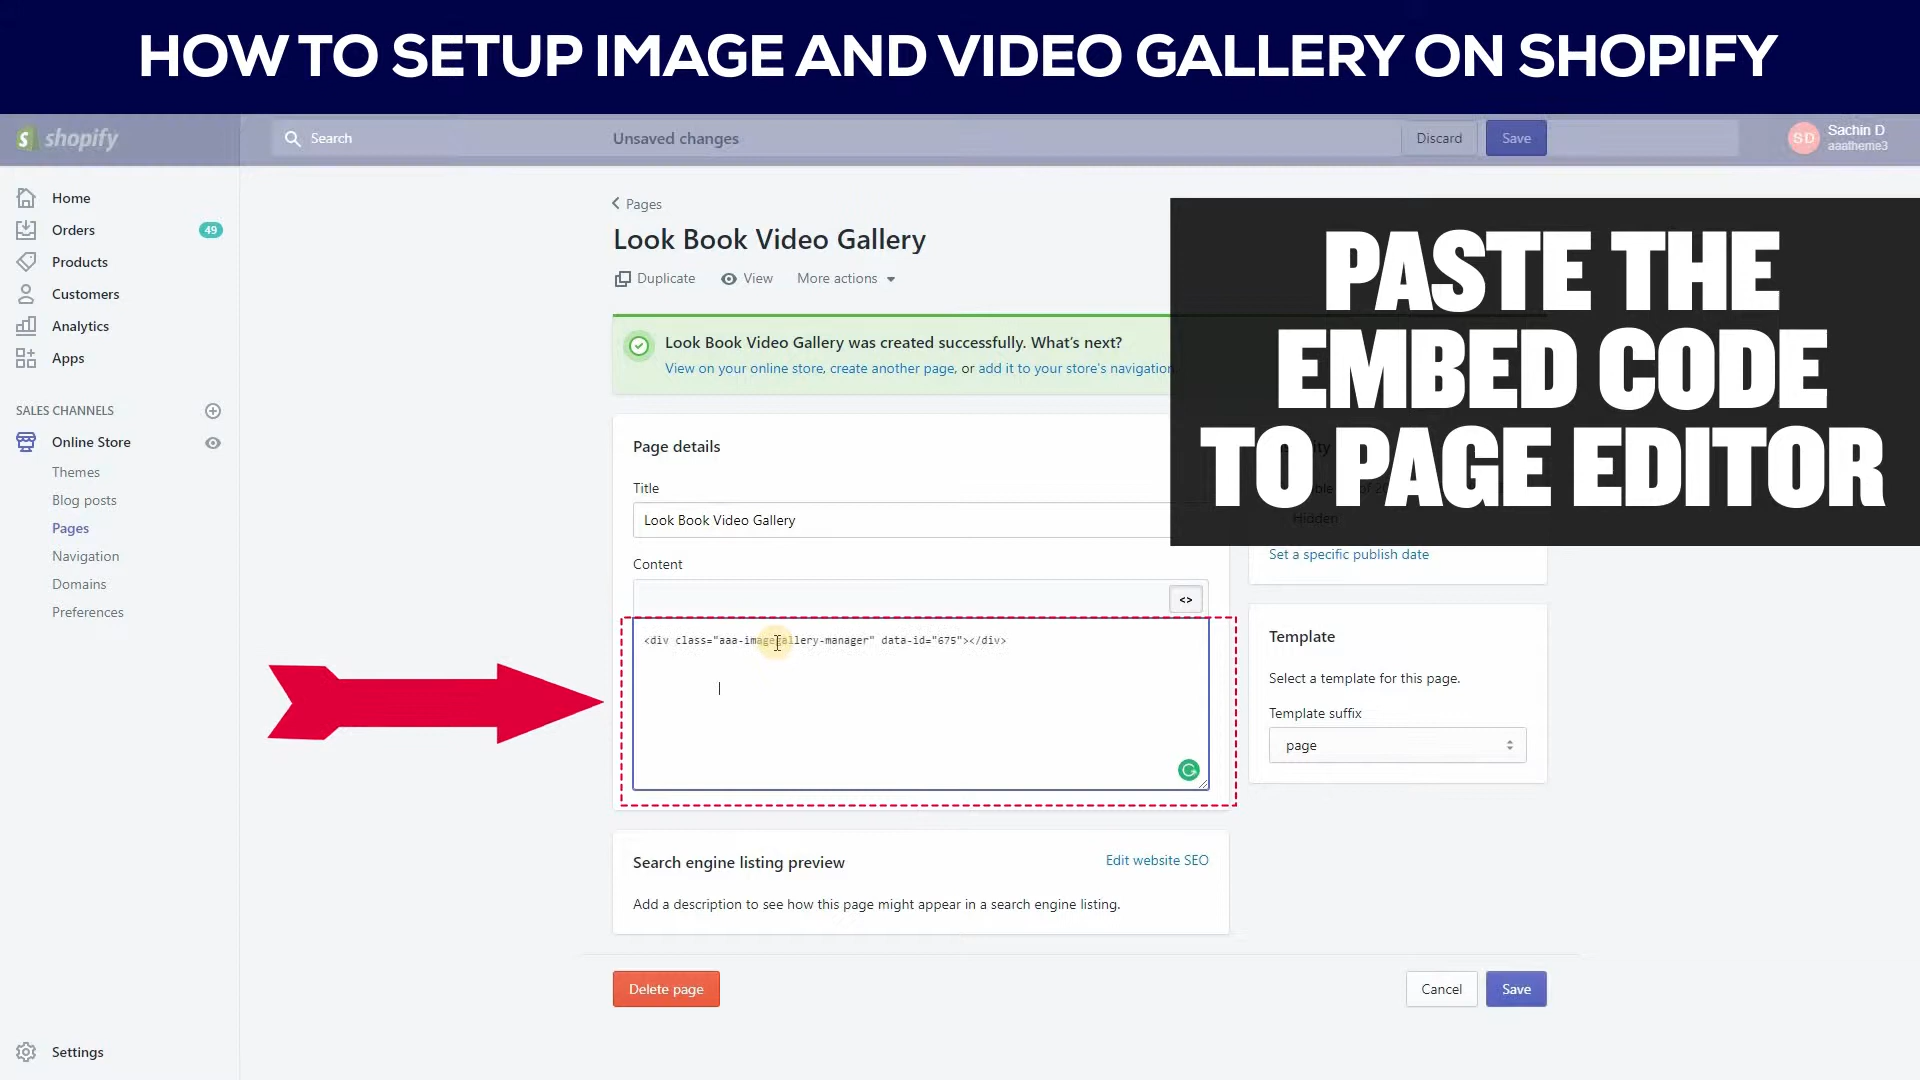 HOW TO SETUP IMAGE AND VIDEO GALLERY ON SHOPIFY
shopify
Search
Unsaved changes
Discard
Save
SD
Sachin D
aaatheme3
Home
Orders
49
Products
Customers
Analytics
Apps
SALES CHANNELS
Online Store
Themes
Blog posts
Pages
Navigation
Domains
Preferences
Settings
Pages
Look Book Video Gallery
Duplicate
View
More actions
Look Book Video Gallery was created successfully. What's next?
View on your online store, create another page, or add it to your store's navigation
PASTE THE
EMBED CODE
TO PAGE EDITOR
Page details
Title
Look Book Video Gallery
Content
<>
<div class="aaa-imagegallery-manager" data-id="675"></div>
Hidden
Set a specific publish date
Template
Select a template for this page.
Template suffix
page
Search engine listing preview
Edit website SEO
Add a description to see how this page might appear in a search engine listing.
Delete page
Cancel
Save